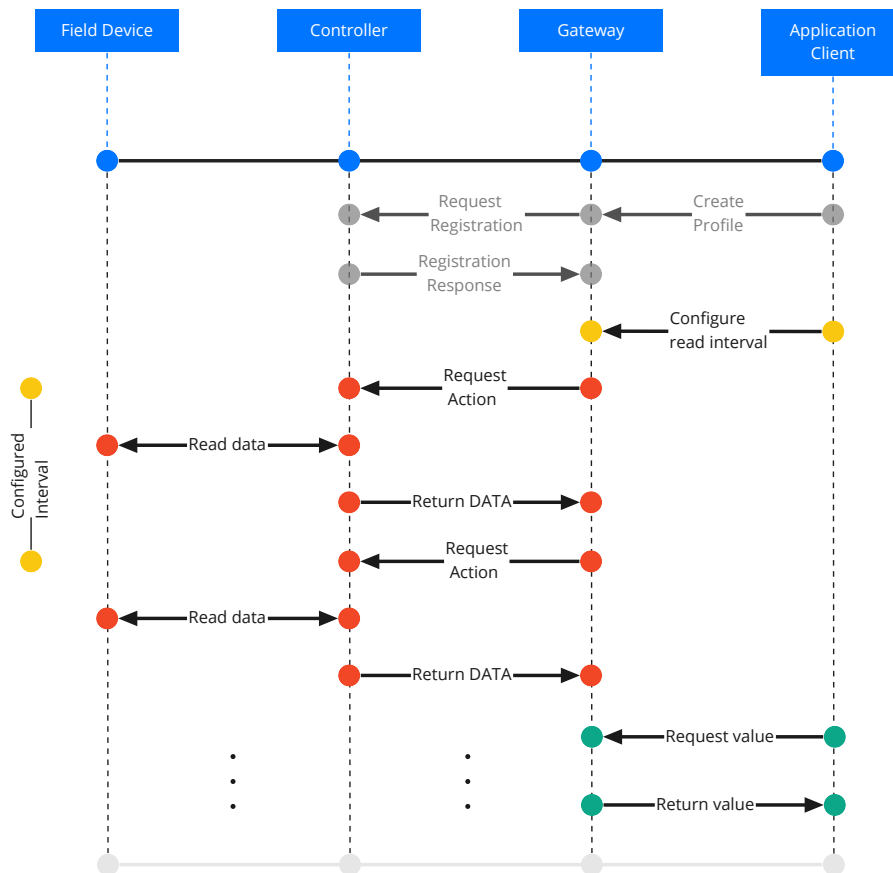 Field Device
Controller
Gateway
Application
Client
Request
Registration
Create
Profile
Registration
Response
Configure
read interval
Request
Action
Configured
Interval
Read data
Return DATA
Request
Action
Read data
Return DATA
Request value
Return value